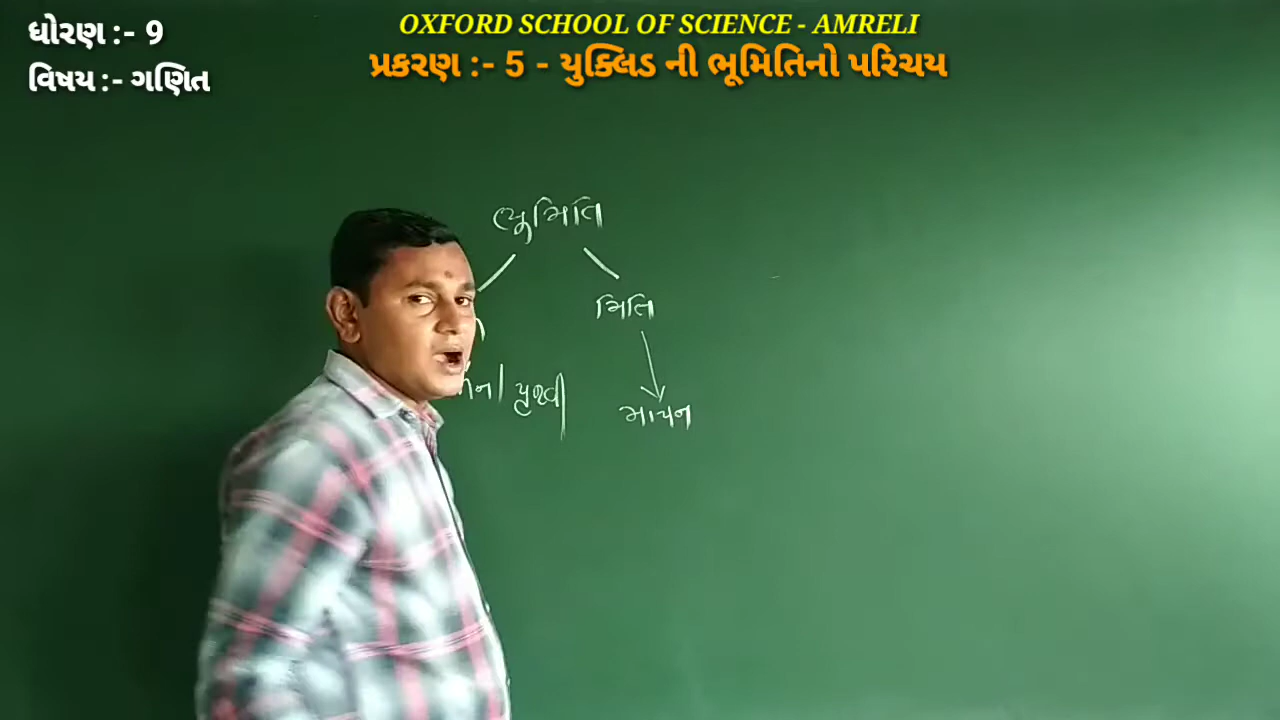 ધોરણ :- 9
વિષય :- ગણિત
OXFORD SCHOOL OF SCIENCE - AMRELI
પ્રકરણ :- 5 - યુક્લિડ ની ભૂમિતિનો પરિચય
ભૂમિતિ
મિતિ
પૃથ્વી
માપન